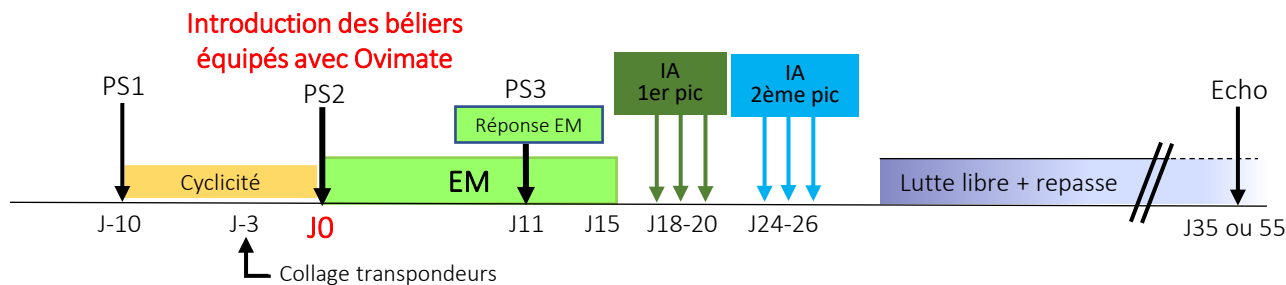 Introduction des béliers
équipés avec Ovimate
PS1
PS2
PS3
IA
1er pic
IA
2ème pic
Echo
Réponse EM
Cyclicité
EM
Lutte libre + repasse
J-10
J-3
J0
J11
J15
J18-20
J24-26
J35 ou 55
Collage transpondeurs